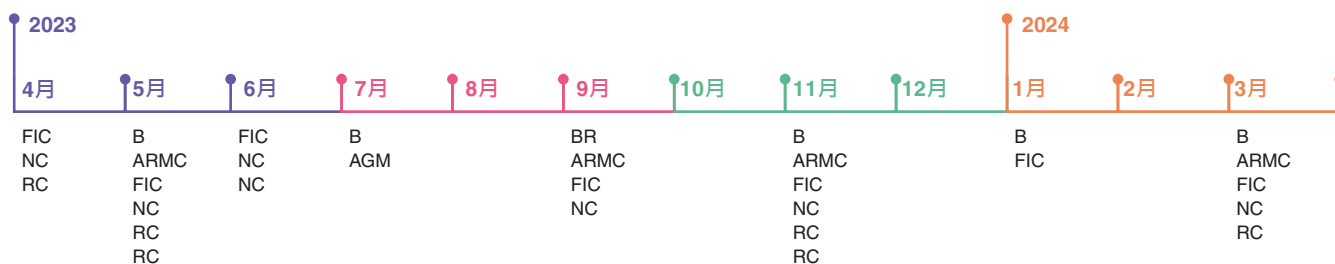 2023
2024
4月
5月
6月
7月
8月
9月
10月
11月
12月
1月
2月
3月
FIC
NC
RC
B
ARMC
FIC
NC
RC
RC
FIC
NC
NC
B
AGM
BR
ARMC
FIC
NC
B
ARMC
FIC
NC
RC
RC
B
FIC
B
ARMC
FIC
NC
RC